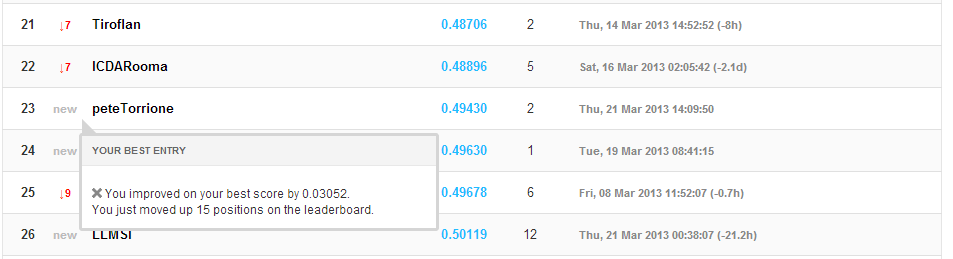 21 ↓7 Tiroflan 0.48706 2 Thu, 14 Mar 2013 14:52:52 (-8h)
22 ↓7 ICDARooma 0.48896 5 Sat, 16 Mar 2013 02:05:42 (-2.1d)
23 new peteTorrione 0.49430 2 Thu, 21 Mar 2013 14:09:50
24 new 0.49630 1 Tue, 19 Mar 2013 08:41:15
YOUR BEST ENTRY
25 ↓9 0.49678 6 Fri, 08 Mar 2013 11:52:07 (-0.7h)
You improved on your best score by 0.03052.
You just moved up 15 positions on the leaderboard.
26 new LLMSI 0.50119 12 Thu, 21 Mar 2013 00:38:07 (-21.2h)